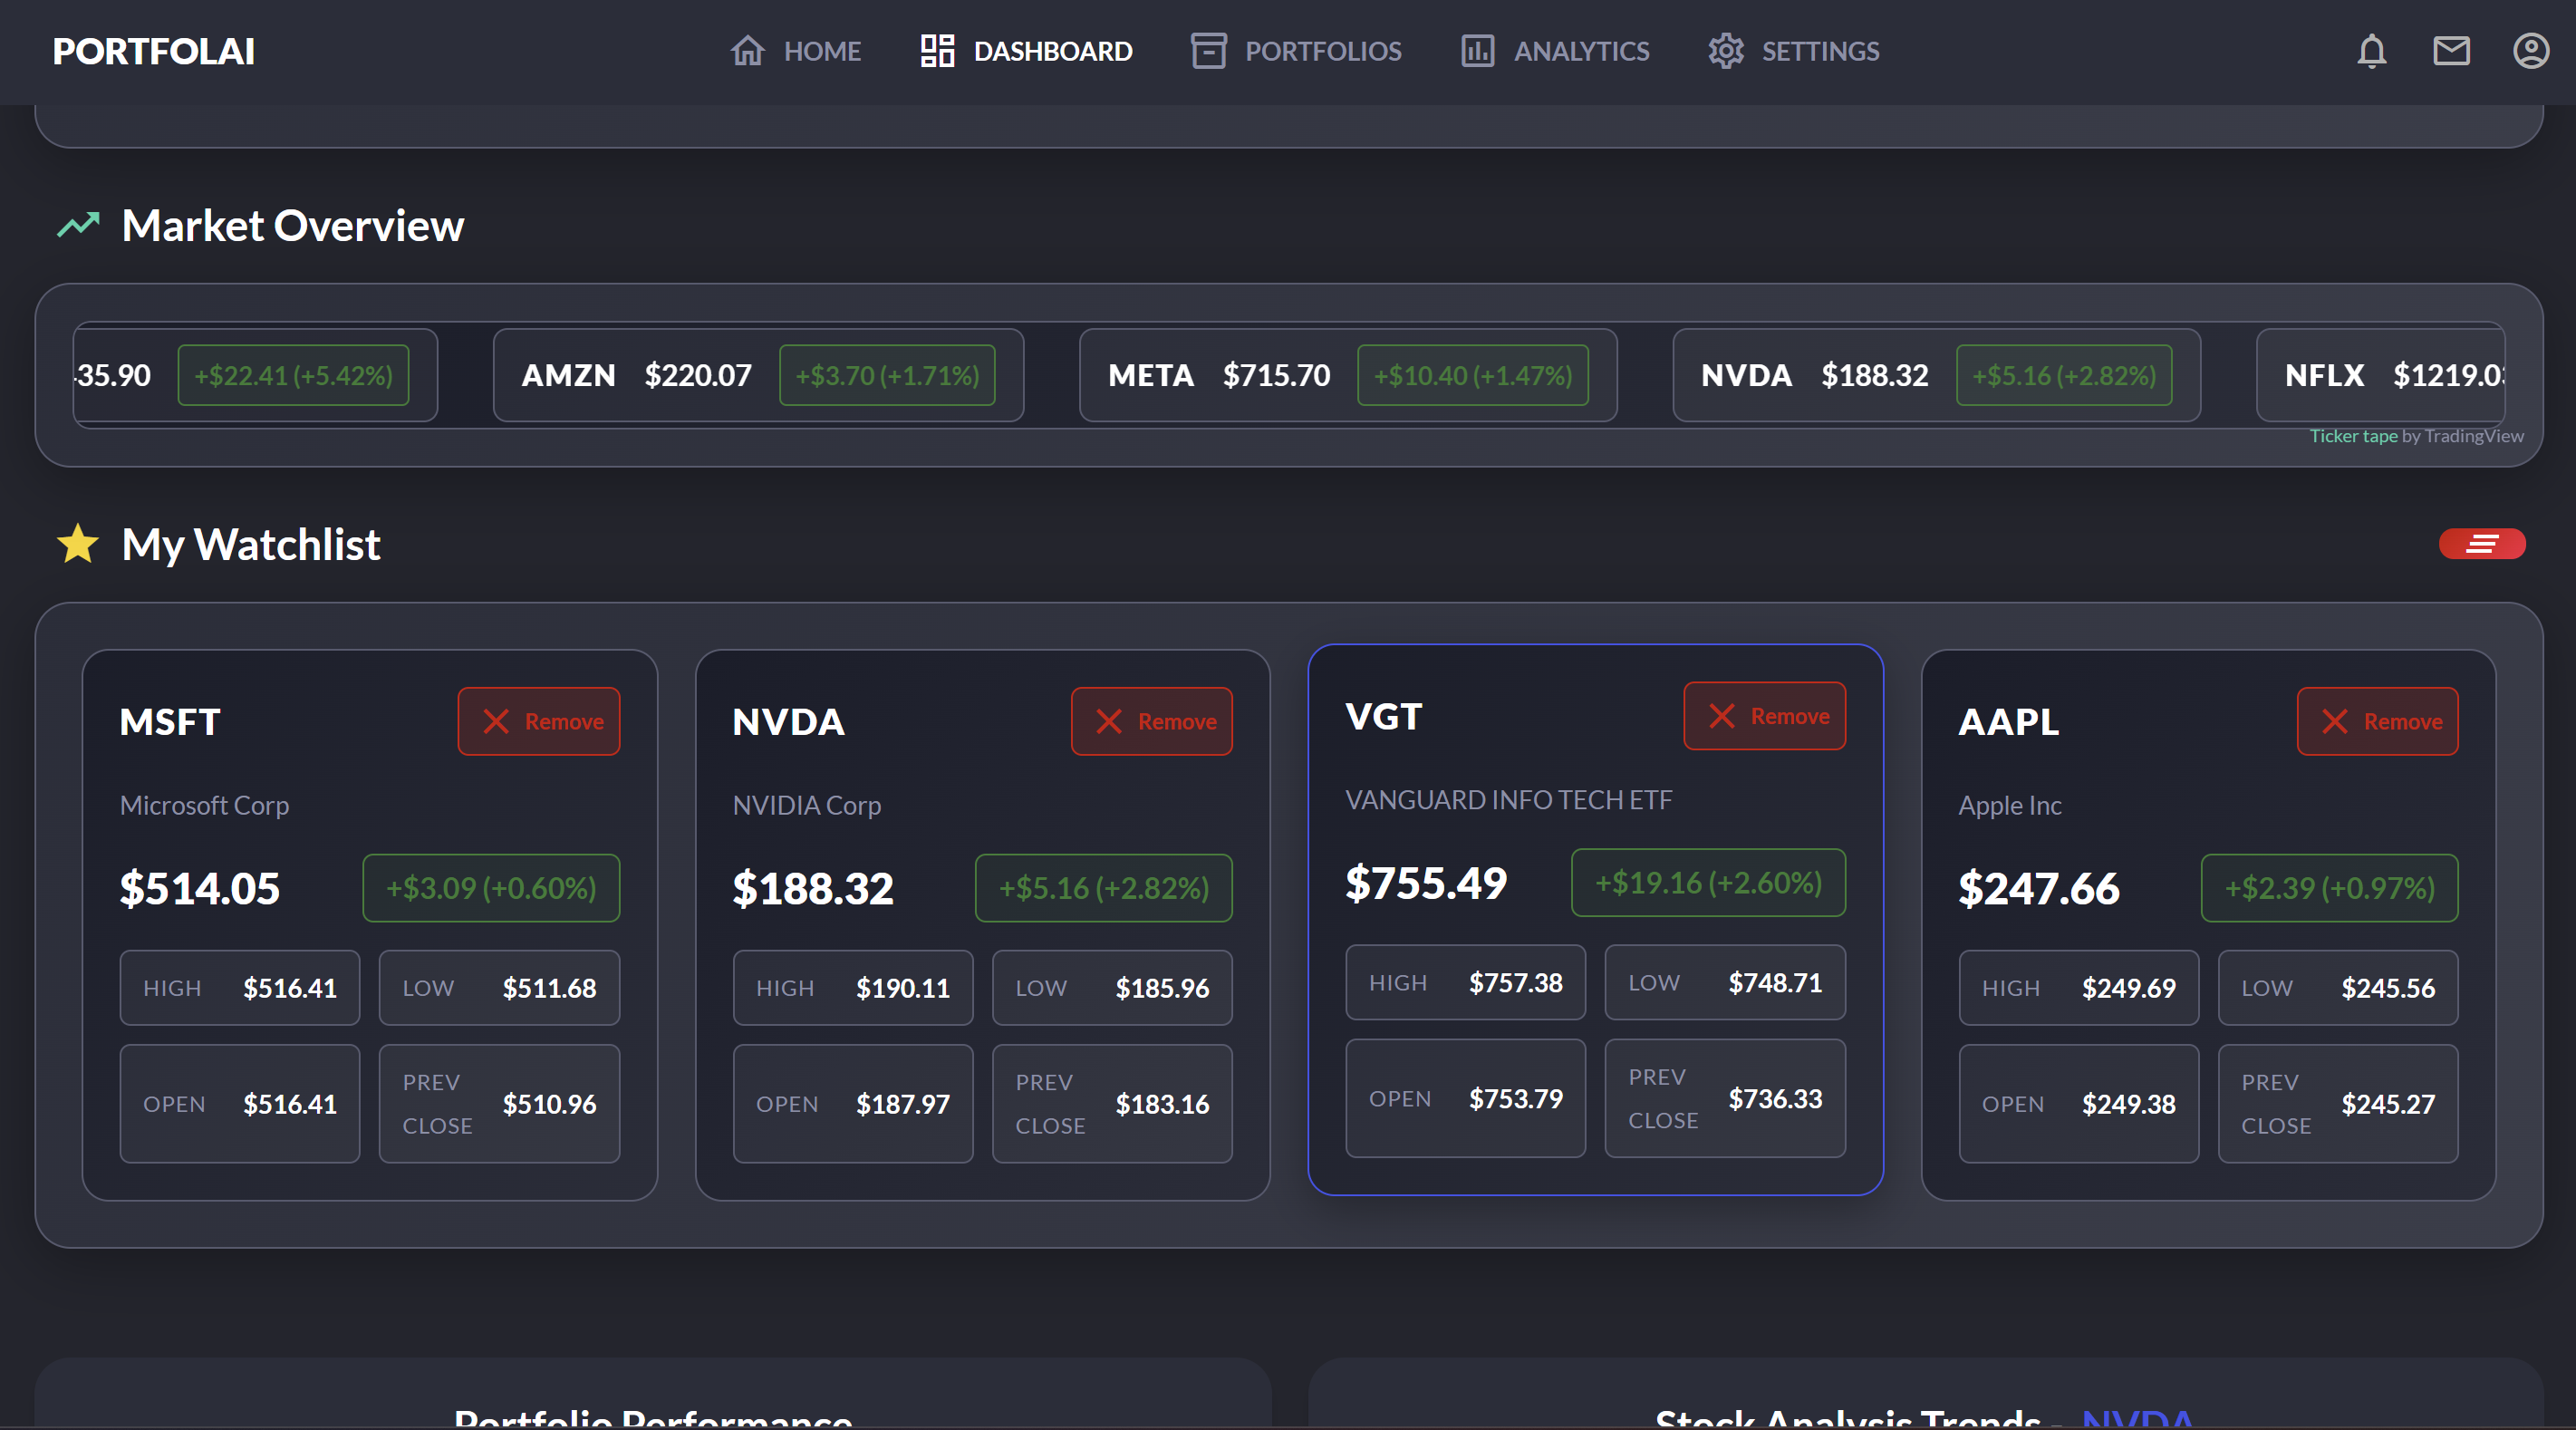 PORTFOLAI
HOME
DASHBOARD
PORTFOLIOS
ANALYTICS
SETTINGS
Market Overview
35.90 +$22.41 (+5.42%)
AMZN $220.07 +$3.70 (+1.71%)
META $715.70 +$10.40 (+1.47%)
NVDA $188.32 +$5.16 (+2.82%)
NFLX $1219.03
Ticker tape by TradingView
My Watchlist
MSFT
Remove
Microsoft Corp
$514.05 +$3.09 (+0.60%)
HIGH $516.41
LOW $511.68
OPEN $516.41
PREV
CLOSE $510.96
NVDA
Remove
NVIDIA Corp
$188.32 +$5.16 (+2.82%)
HIGH $190.11
LOW $185.96
OPEN $187.97
PREV
CLOSE $183.16
VGT
Remove
VANGUARD INFO TECH ETF
$755.49 +$19.16 (+2.60%)
HIGH $757.38
LOW $748.71
OPEN $753.79
PREV
CLOSE $736.33
AAPL
Remove
Apple Inc
$247.66 +$2.39 (+0.97%)
HIGH $249.69
LOW $245.56
OPEN $249.38
PREV
CLOSE $245.27
Portfolio Performance
Stock Analysis Trends - NVDA